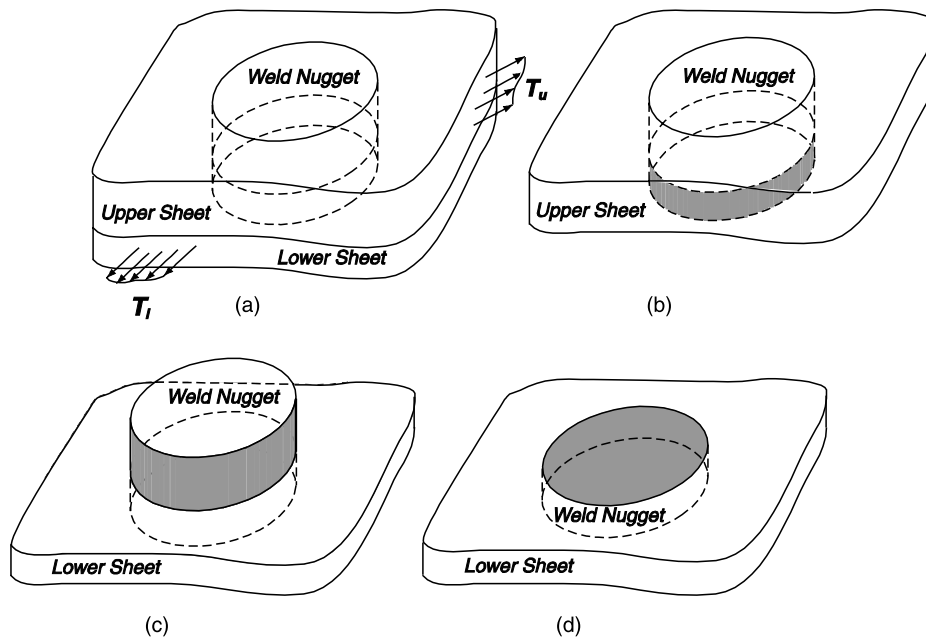 Weld Nugget
T_u
Upper Sheet
Lower Sheet
T_l
(a)
Weld Nugget
Upper Sheet
(b)
Weld Nugget
Lower Sheet
(c)
Weld Nugget
Lower Sheet
(d)